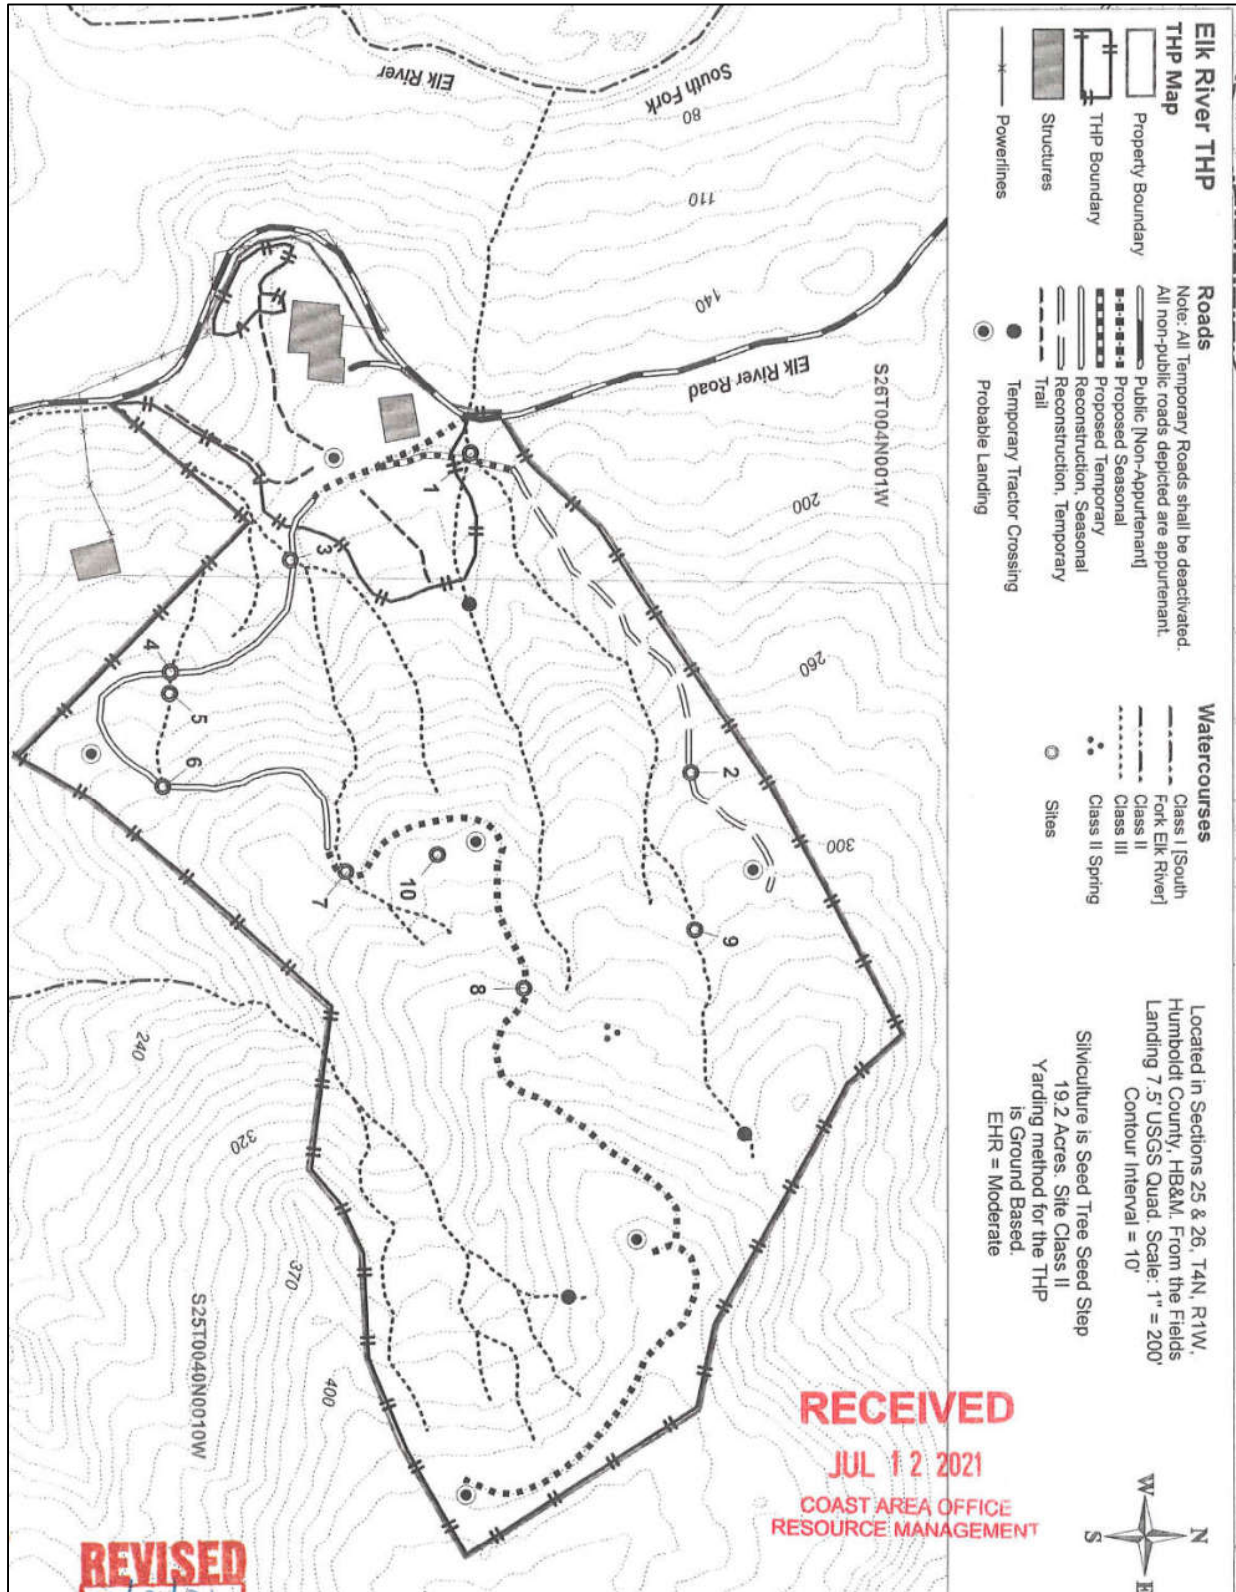 Elk River THP
THP Map
Property Boundary
THP Boundary
Structures
Powerlines
Roads
Note: All Temporary Roads shall be deactivated.
All non-public roads depicted are appurtenant.
Public [Non-Appurtenant]
Proposed Seasonal
Proposed Temporary
Reconstruction, Seasonal
Reconstruction, Temporary
Trail
Temporary Tractor Crossing
Probable Landing
Watercourses
Class I [South
Fork Elk River]
Class II
Class III
Class II Spring
Sites
Located in Sections 25 & 26, T4N, R1W,
Humboldt County, HB&M. From the Fields
Landing 7.5' USGS Quad. Scale: 1" = 200'
Contour Interval = 10'
Silviculture is Seed Tree Seed Step
19.2 Acres. Site Class II
Yarding method for the THP
is Ground Based.
EHR = Moderate
N
W
E
S
South Fork
Elk River
80
110
140
Elk River Road
S26T004N001W
200
260
300
1
2
3
4
5
6
7
8
9
10
240
320
370
400
S25T0040N0010W
RECEIVED
JUL 12 2021
COAST AREA OFFICE
RESOURCE MANAGEMENT
REVISED